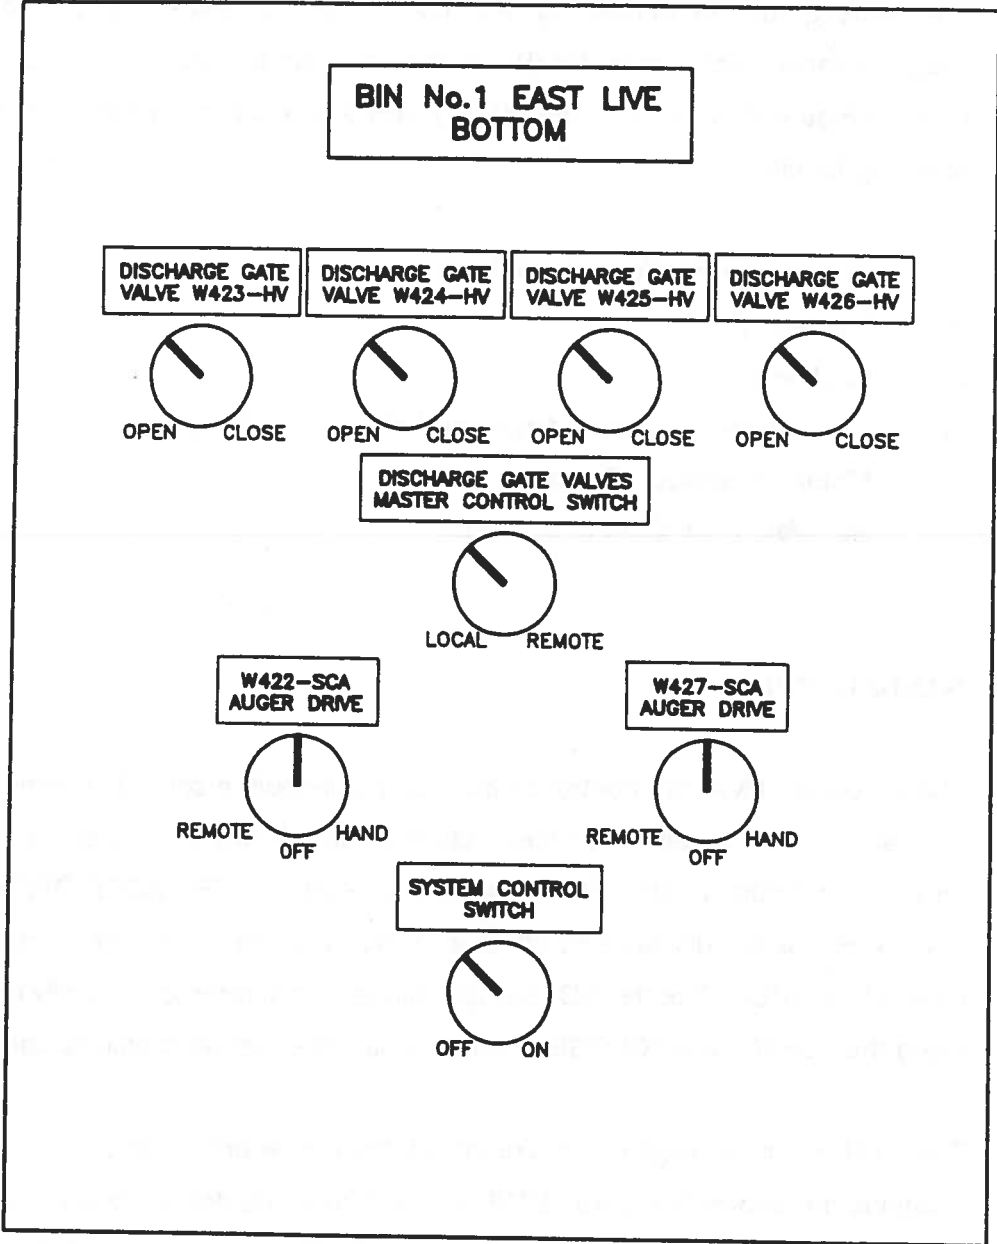 BIN No.1 EAST LIVE
BOTTOM
DISCHARGE GATE
VALVE W423-HV
DISCHARGE GATE
VALVE W424-HV
DISCHARGE GATE
VALVE W425-HV
DISCHARGE GATE
VALVE W426-HV
OPEN CLOSE
OPEN CLOSE
OPEN CLOSE
OPEN CLOSE
DISCHARGE GATE VALVES
MASTER CONTROL SWITCH
LOCAL REMOTE
W422-SCA
AUGER DRIVE
REMOTE OFF HAND
W427-SCA
AUGER DRIVE
REMOTE OFF HAND
SYSTEM CONTROL
SWITCH
OFF ON